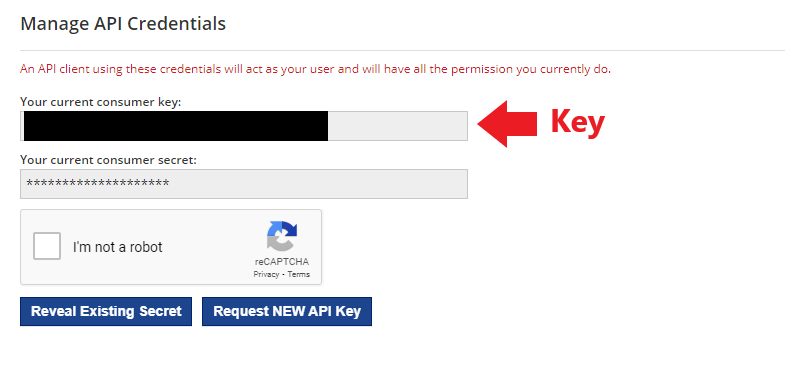 Manage API Credentials
An API client using these credentials will act as your user and will have all the permission you currently do.
Your current consumer key:
Key
Your current consumer secret:
********************
I'm not a robot
reCAPTCHA
Privacy - Terms
Reveal Existing Secret
Request NEW API Key